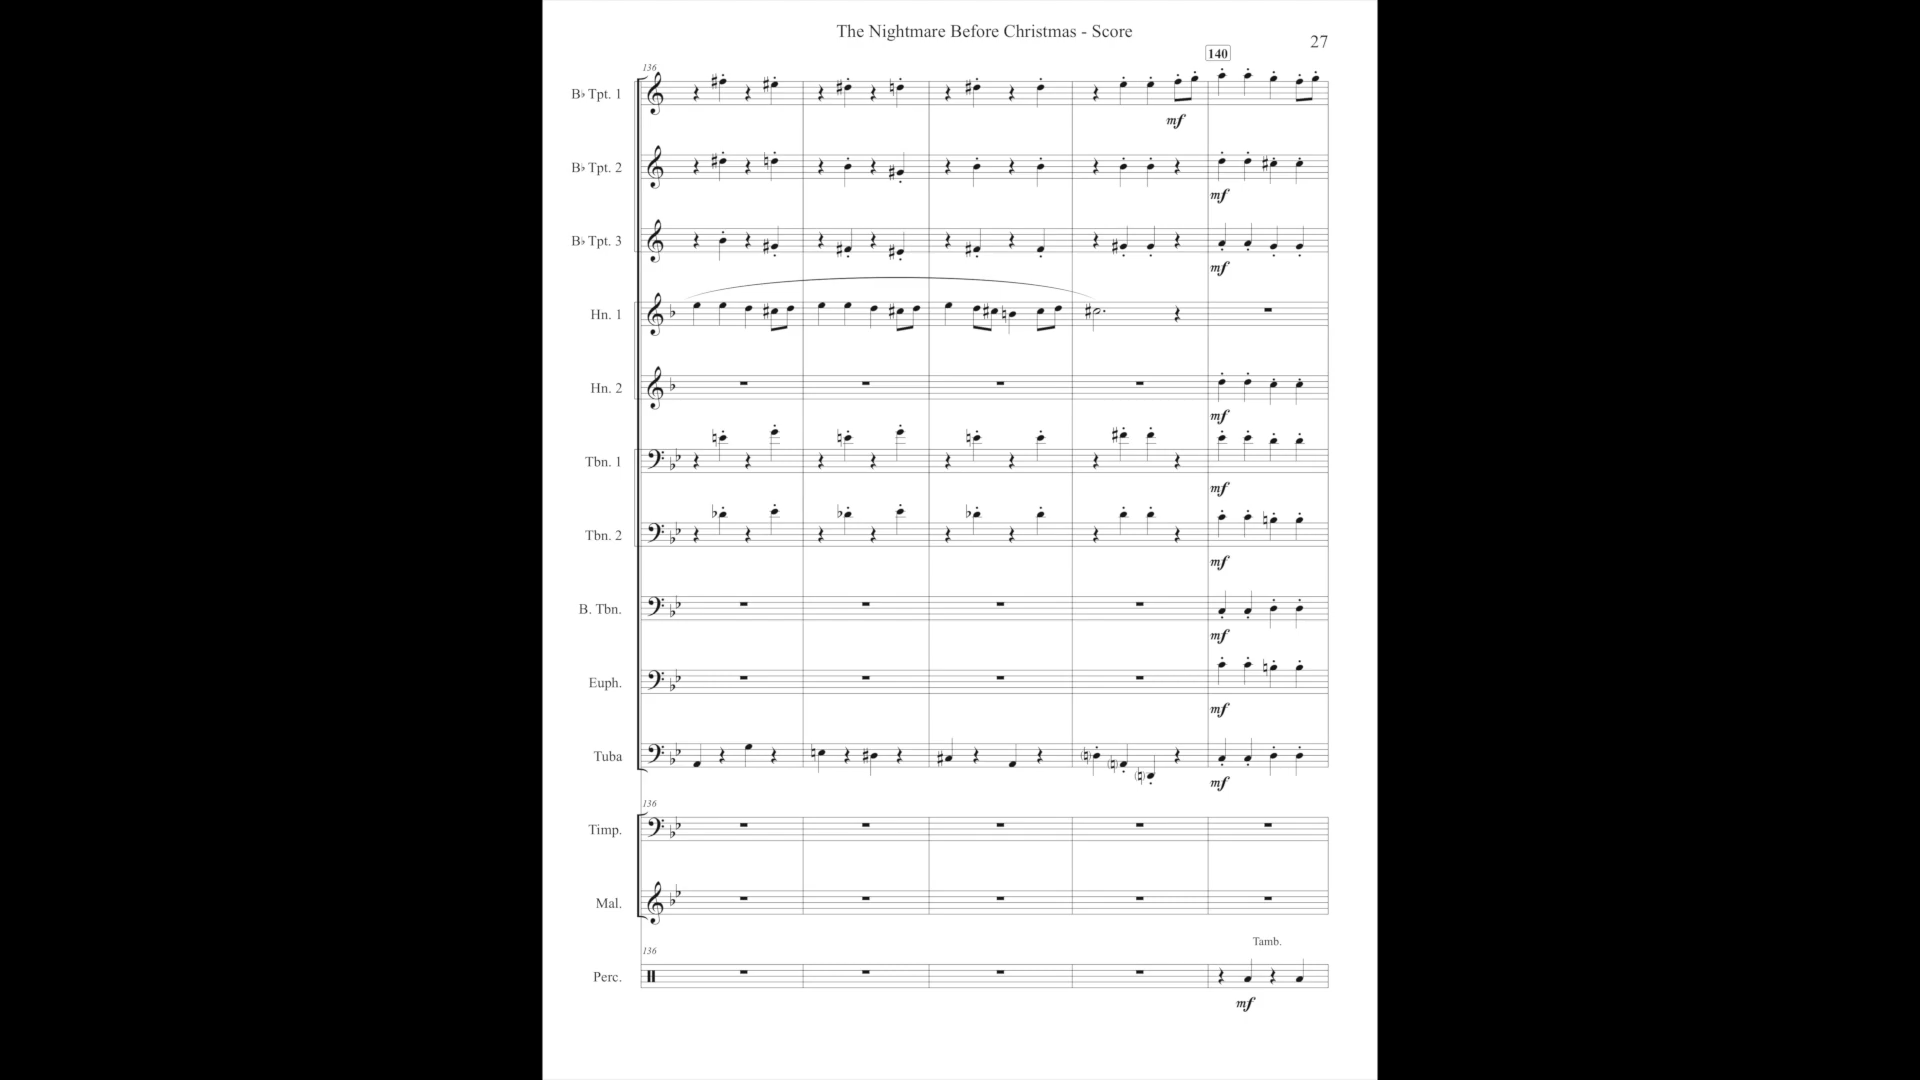 The Nightmare Before Christmas - Score
27
140
136
B♭ Tpt. 1
mf
B♭ Tpt. 2
mf
B♭ Tpt. 3
mf
Hn. 1
Hn. 2
mf
Tbn. 1
mf
Tbn. 2
mf
B. Tbn.
mf
Euph.
mf
Tuba
mf
136
Timp.
Mal.
Tamb.
136
Perc.
mf